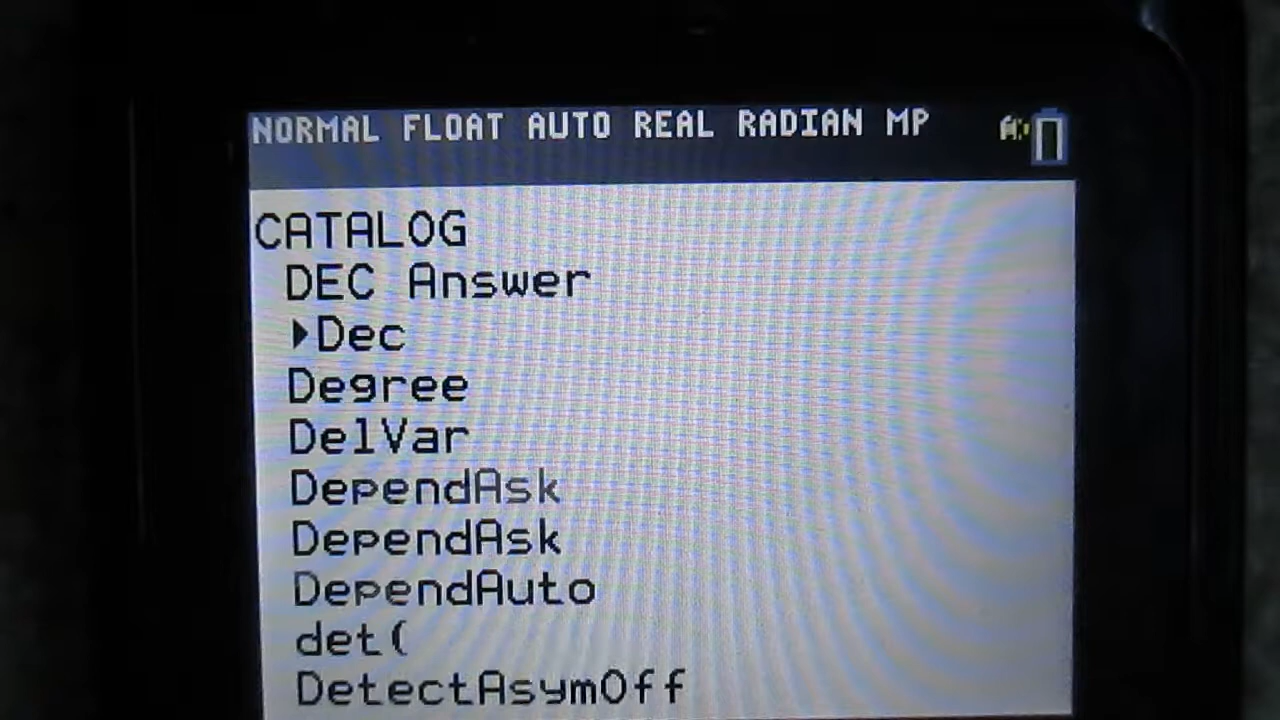 NORMAL FLOAT AUTO REAL RADIAN MP
CATALOG
DEC Answer
▶Dec
Degree
DelVar
DependAsk
DependAsk
DependAuto
det(
DetectAsymOff